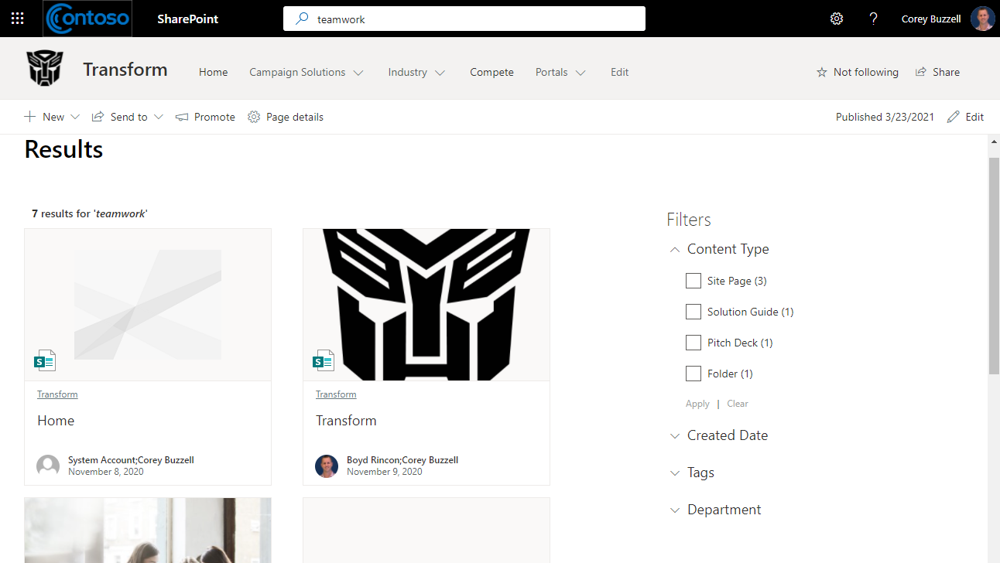 Contoso
SharePoint
teamwork
Corey Buzzell
Transform
Home
Campaign Solutions
Industry
Compete
Portals
Edit
Not following
Share
New
Send to
Promote
Page details
Published 3/23/2021
Edit
Results
7 results for 'teamwork'
S
Transform
Home
System Account;Corey Buzzell
November 8, 2020
S
Transform
Transform
Boyd Rincon;Corey Buzzell
November 9, 2020
Filters
Content Type
Site Page (3)
Solution Guide (1)
Pitch Deck (1)
Folder (1)
Apply | Clear
Created Date
Tags
Department